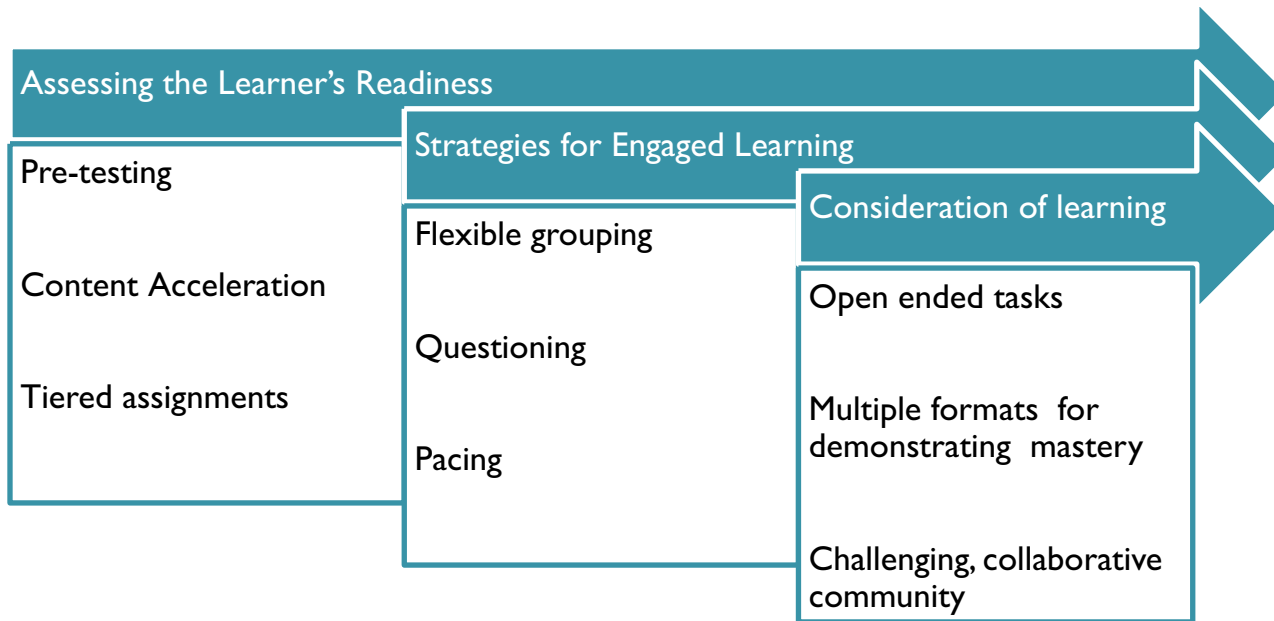 Assessing the Learner’s Readiness
Pre-testing
Content Acceleration
Tiered assignments
Strategies for Engaged Learning
Flexible grouping
Questioning
Pacing
Consideration of learning
Open ended tasks
Multiple formats  for
demonstrating  mastery
Challenging, collaborative
community